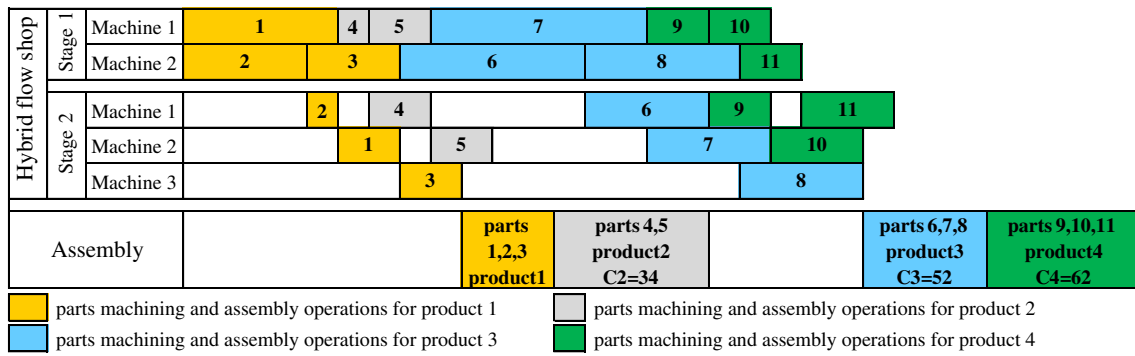 Hybrid flow shop
Stage 1
Machine 1 1 4 5 7 9 10
Machine 2 2 3 6 8 11
Stage 2
Machine 1 2 4 6 9 11
Machine 2 1 5 7 10
Machine 3 3 8
Assembly
parts
1,2,3
product1
parts 4,5
product2
C2=34
parts 6,7,8
product3
C3=52
parts 9,10,11
product4
C4=62
parts machining and assembly operations for product 1
parts machining and assembly operations for product 2
parts machining and assembly operations for product 3
parts machining and assembly operations for product 4